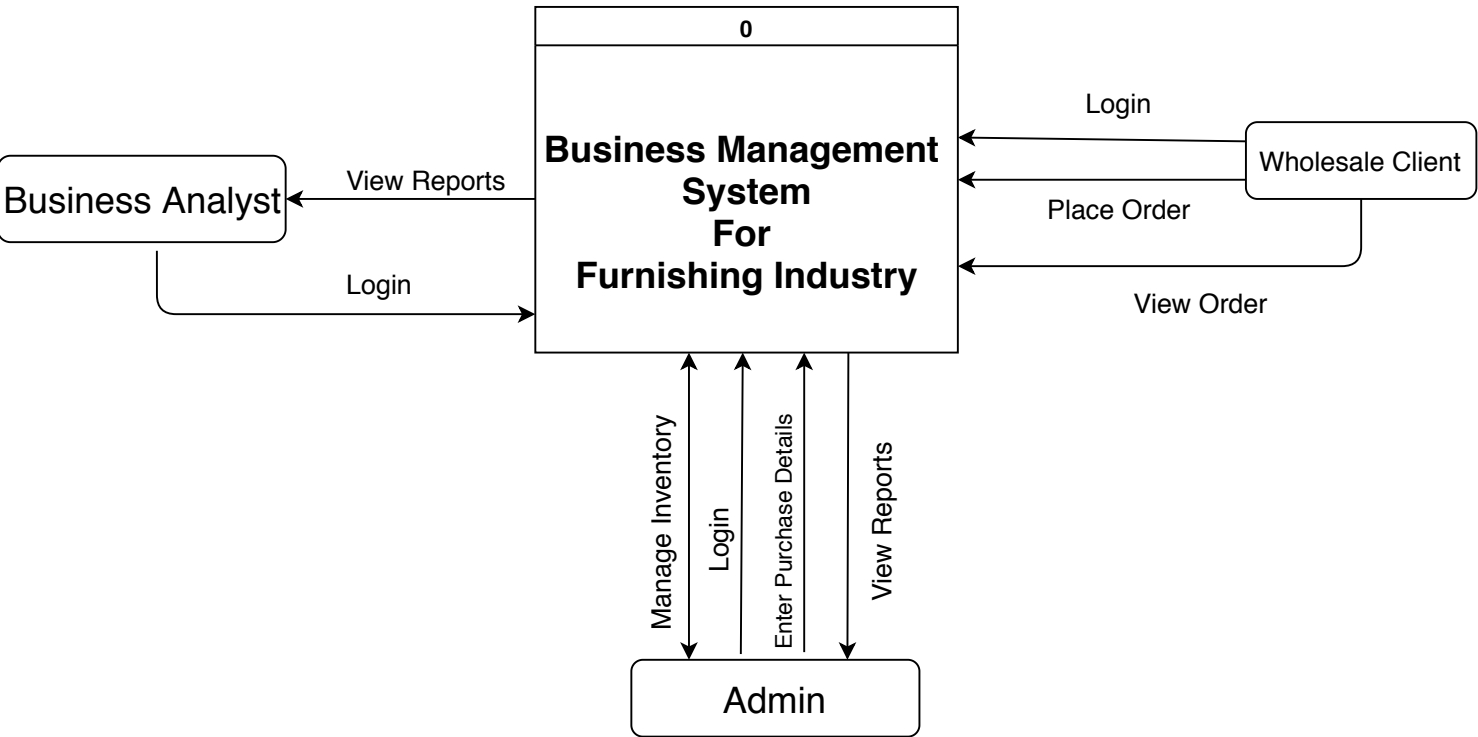 0
Business Management
System
For
Furnishing Industry
Business Analyst
View Reports
Login
Login
Wholesale Client
Place Order
View Order
Manage Inventory
Login
Enter Purchase Details
View Reports
Admin